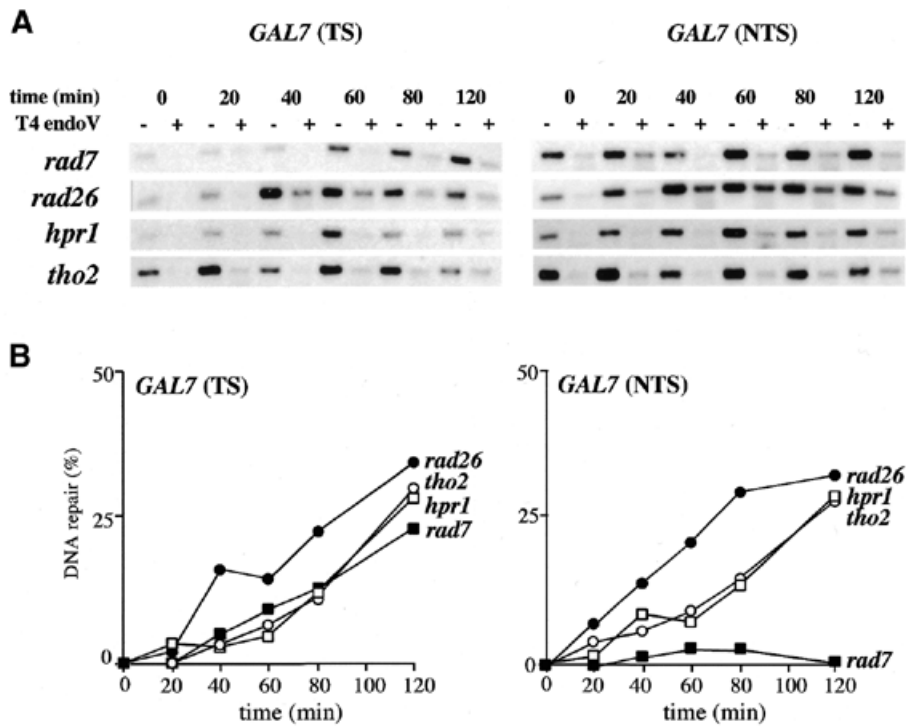 A
GAL7 (TS)
GAL7 (NTS)
time (min) 0 20 40 60 80 120 0 20 40 60 80 120
T4 endoV - + - + - + - + - + - + - + - + - + - + - + - +
rad7
rad26
hpr1
tho2
B
50
GAL7 (TS)
rad26
tho2
hpr1
rad7
25
DNA repair (%)
0
0 20 40 60 80 100 120
time (min)
50
GAL7 (NTS)
rad26
hpr1
tho2
25
rad7
0
0 20 40 60 80 100 120
time (min)